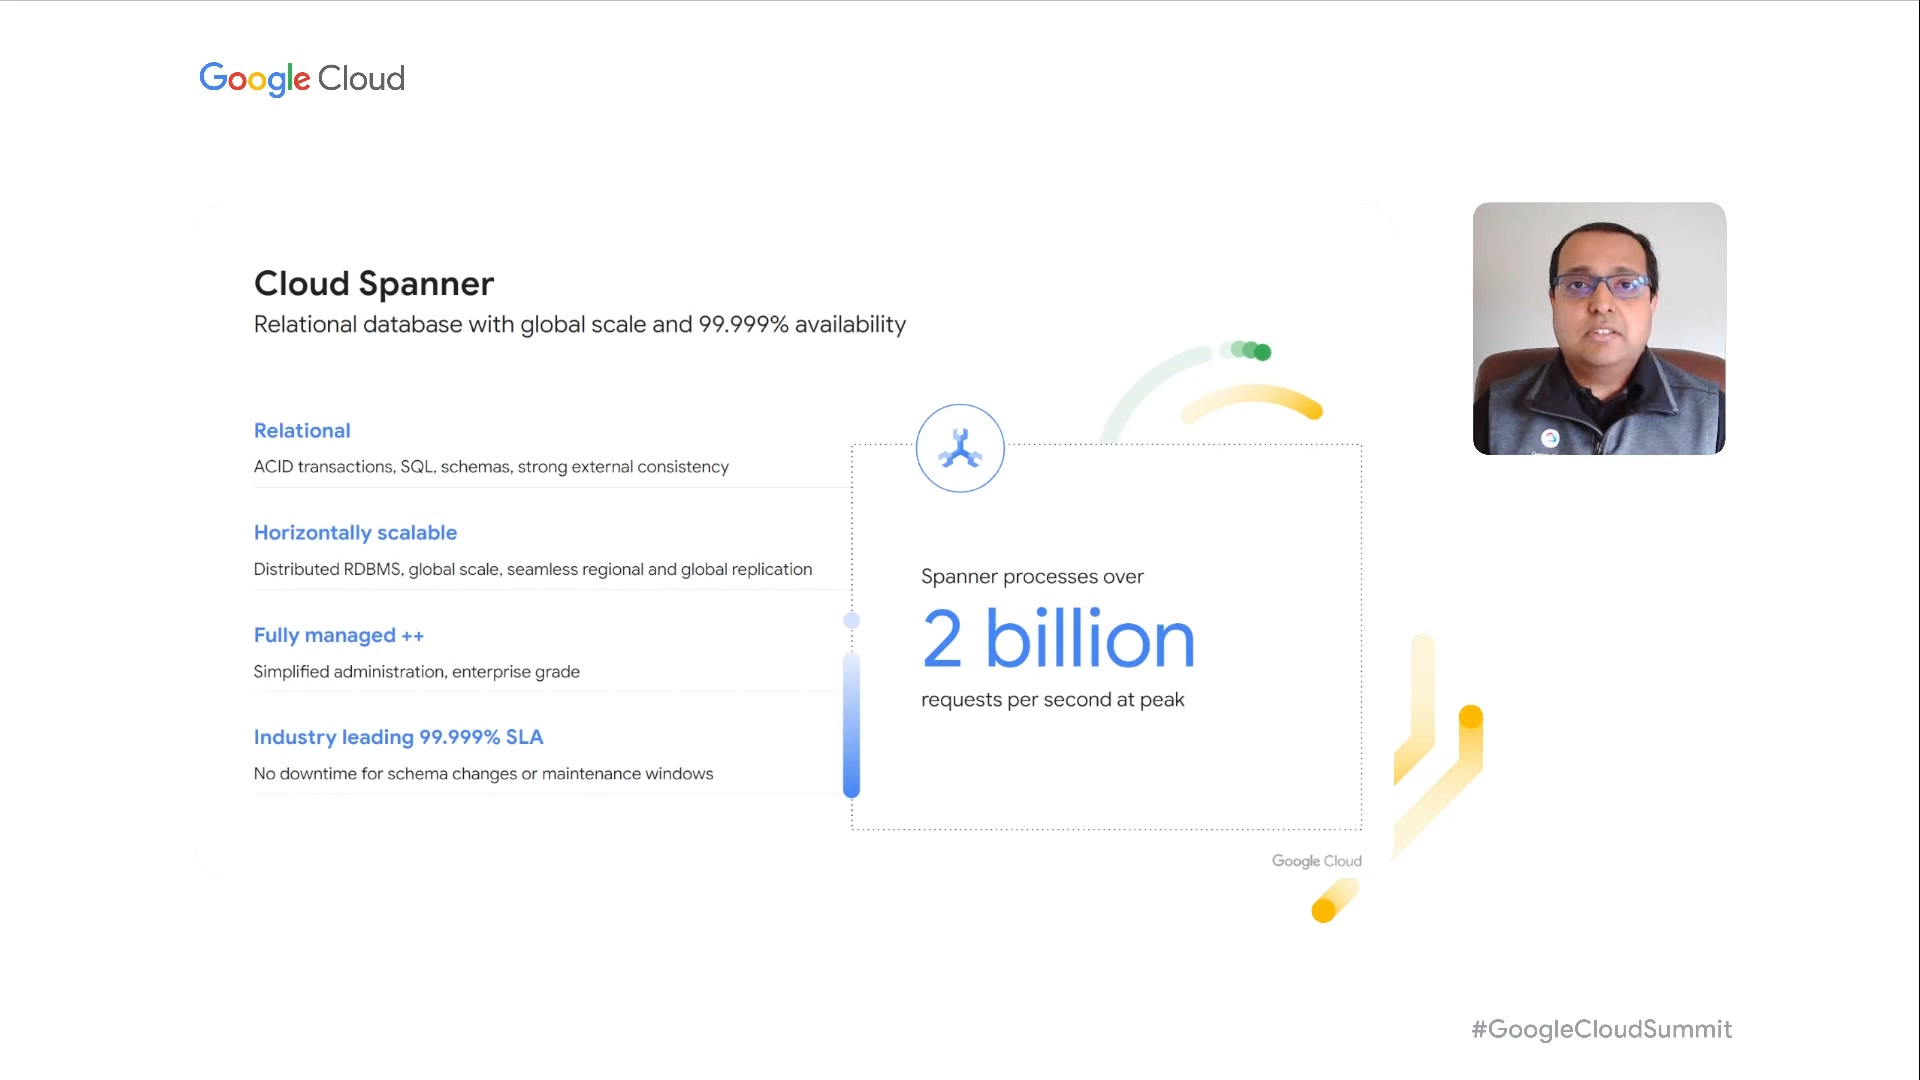 Google Cloud
Cloud Spanner
Relational database with global scale and 99.999% availability
Relational
ACID transactions, SQL, schemas, strong external consistency
Horizontally scalable
Distributed RDBMS, global scale, seamless regional and global replication
Fully managed ++
Simplified administration, enterprise grade
Industry leading 99.999% SLA
No downtime for schema changes or maintenance windows
Spanner processes over
2 billion
requests per second at peak
Google Cloud
#GoogleCloudSummit